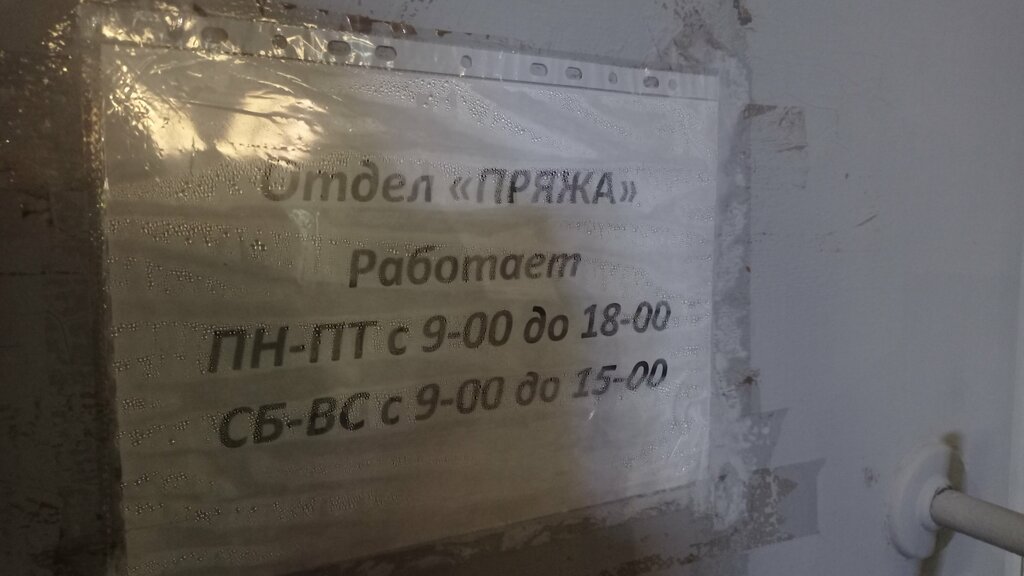 Отдел «ПРЯЖА»
Работает
ПН-ПТ с 9-00 до 18-00
СБ-ВС с 9-00 до 15-00